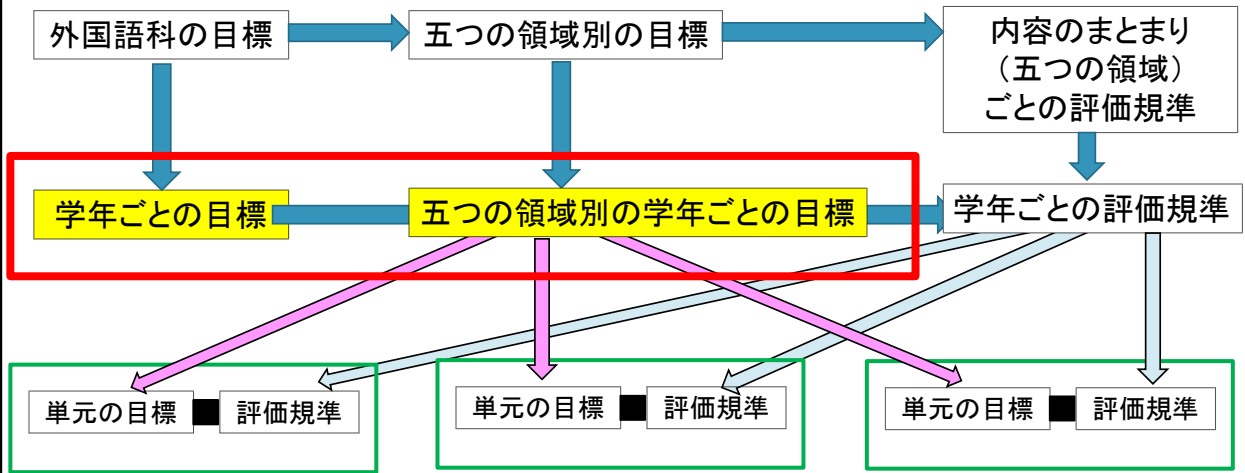 外国語科の目標
五つの領域別の目標
内容のまとまり
（五つの領域）
ごとの評価規準
学年ごとの目標
五つの領域別の学年ごとの目標
学年ごとの評価規準
単元の目標
評価規準
単元の目標
評価規準
単元の目標
評価規準